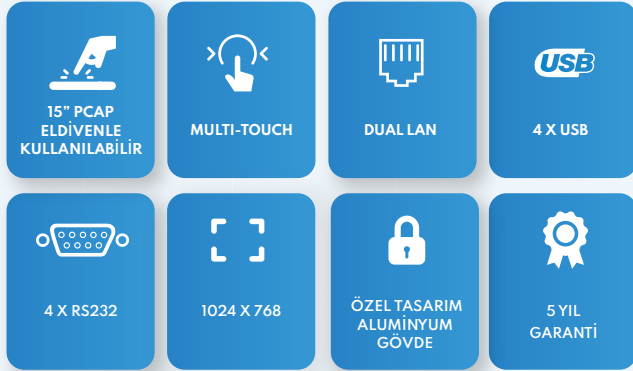 15” PCAP
ELDİVENLE
KULLANILABİLİR
MULTI-TOUCH
DUAL LAN
USB
4 X USB
4 X RS232
1024 X 768
ÖZEL TASARIM
ALUMİNYUM
GÖVDE
5 YIL
GARANTİ